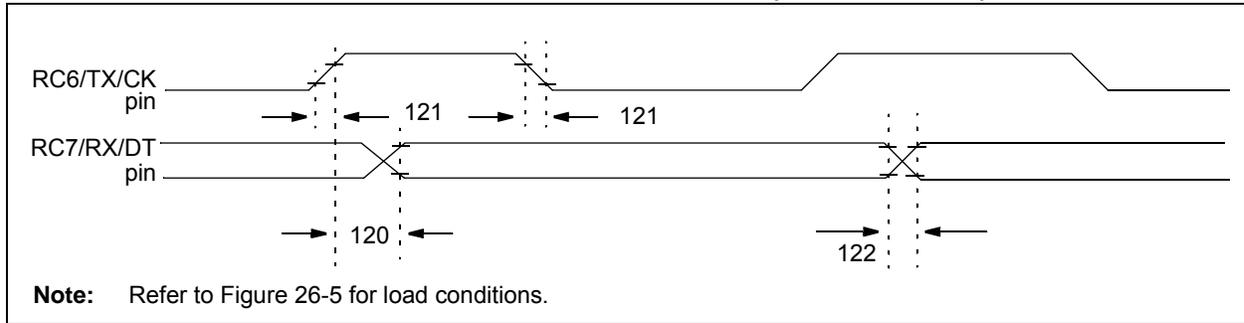 RC6/TX/CK
pin
121
121
RC7/RX/DT
pin
120
122
Note: Refer to Figure 26-5 for load conditions.